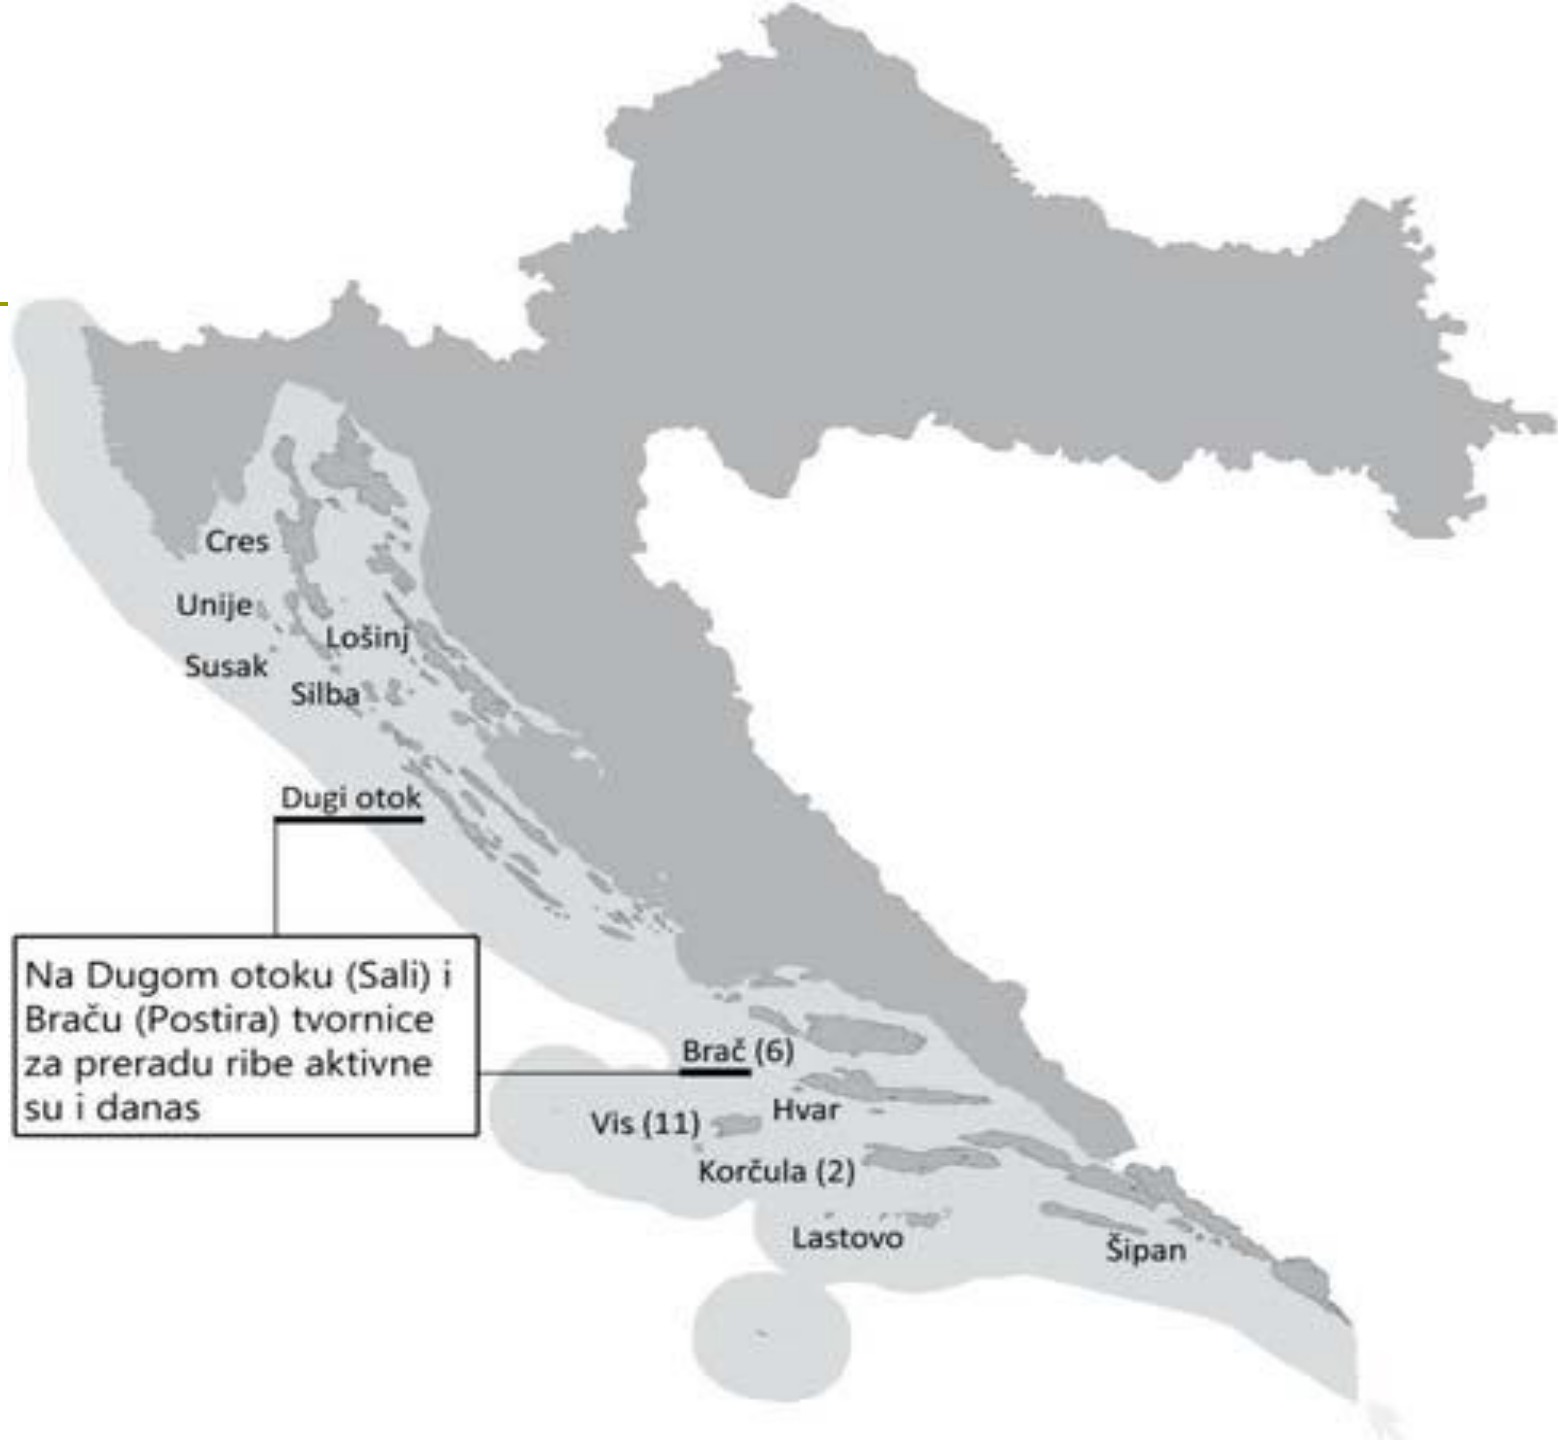 Cres
Unije
Lošinj
Susak
Silba
Dugi otok
Na Dugom otoku (Sali) i
Braču (Postira) tvornice
za preradu ribe aktivne
su i danas
Brač (6)
Hvar
Vis (11)
Korčula (2)
Lastovo
Šipan